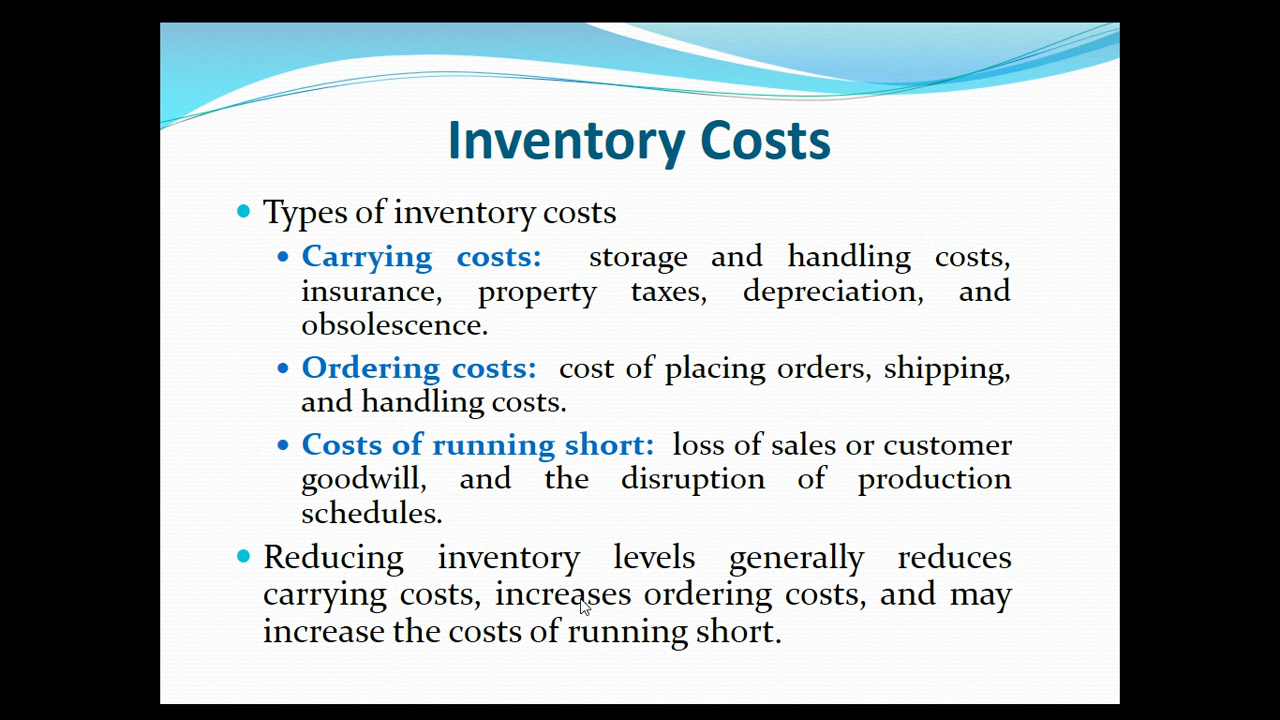 Inventory Costs
• Types of inventory costs
• Carrying costs: storage and handling costs,
insurance, property taxes, depreciation, and
obsolescence.
• Ordering costs: cost of placing orders, shipping,
and handling costs.
• Costs of running short: loss of sales or customer
goodwill, and the disruption of production
schedules.
• Reducing inventory levels generally reduces
carrying costs, increases ordering costs, and may
increase the costs of running short.